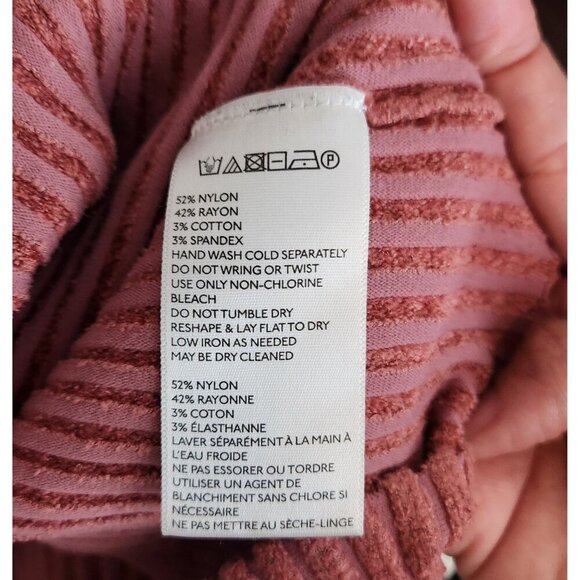 P
52% NYLON
42% RAYON
3% COTTON
3% SPANDEX
HAND WASH COLD SEPARATELY
DO NOT WRING OR TWIST
USE ONLY NON-CHLORINE
BLEACH
DO NOT TUMBLE DRY
RESHAPE & LAY FLAT TO DRY
LOW IRON AS NEEDED
MAY BE DRY CLEANED
52% NYLON
42% RAYONNE
3% COTON
3% ÉLASTHANNE
LAVER SÉPARÉMENT À LA MAIN À
L'EAU FROIDE
NE PAS ESSORER OU TORDRE
UTILISER UN AGENT DE
BLANCHIMENT SANS CHLORE SI
NÉCESSAIRE
NE PAS METTRE AU SÈCHE-LINGE